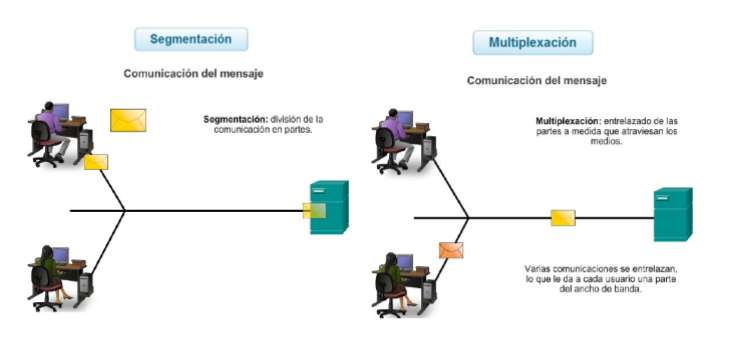 Segmentación
Comunicación del mensaje
Segmentación: división de la
comunicación en partes.
Multiplexación
Comunicación del mensaje
Multiplexación: entrelazado de las
partes a medida que atraviesan los
medios.
Varias comunicaciones se entrelazan,
lo que le da a cada usuario una parte
del ancho de banda.